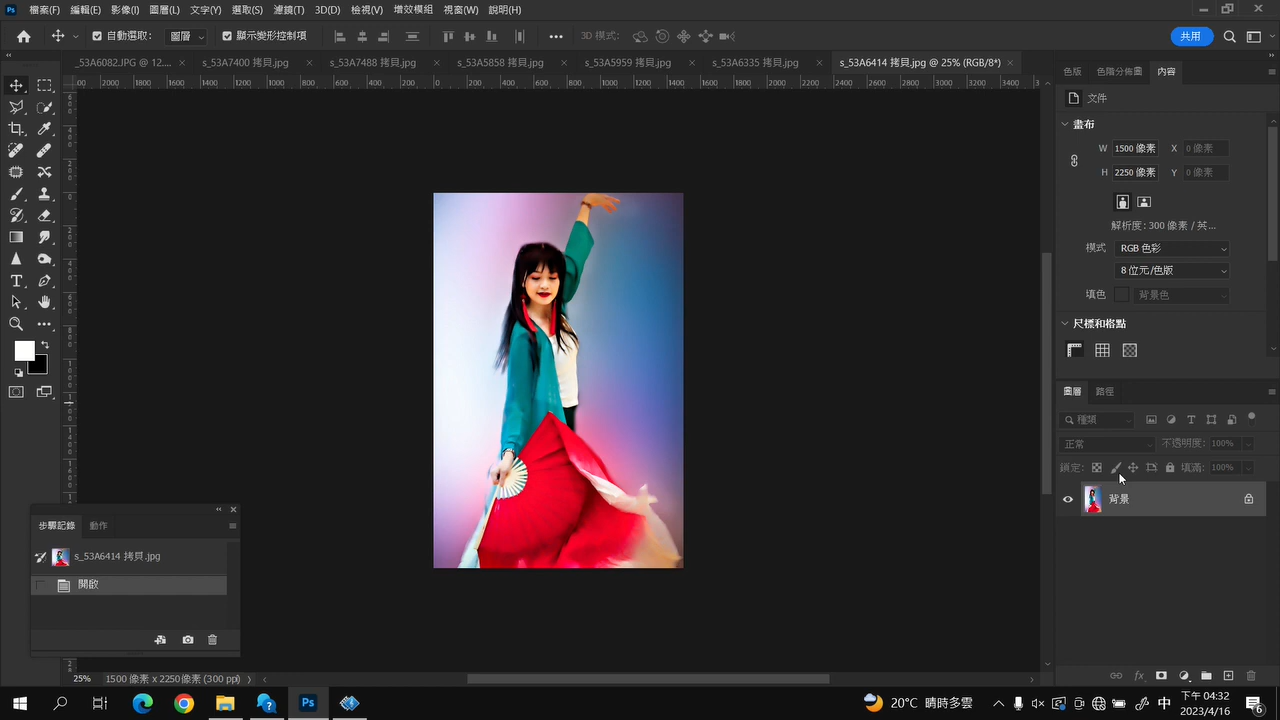 Ps 檔案(F) 編輯(E) 影像(I) 圖層(L) 文字(Y) 選取(S) 濾鏡(T) 3D(D) 檢視(V) 增效模組 視窗(W) 說明(H)
自動選取: 圖層 顯示變形控制項 3D 模式: 共用
_53A6082.JPG @ 12.... × s_53A7400 拷貝.jpg × s_53A7488 拷貝.jpg × s_53A5858 拷貝.jpg × s_53A5959 拷貝.jpg × s_53A6335 拷貝.jpg × s_53A6414 拷貝.jpg @ 25% (RGB/8*) ×
色版 色階分佈圖 內容
文件
畫布
W 1500 像素 X 0 像素
H 2250 像素 Y 0 像素
解析度: 300 像素 / 英...
模式 RGB 色彩
8 位元/色版
填色 背景色
尺標和格點
圖層 路徑
種類
正常 不透明度: 100%
鎖定: 填滿: 100%
背景
步驟記錄 動作
s_53A6414 拷貝.jpg
開啟
25% 1500 像素 x 2250 像素 (300 ppi)
Ps 20°C 晴時多雲 中 下午 04:32
2023/4/16 6